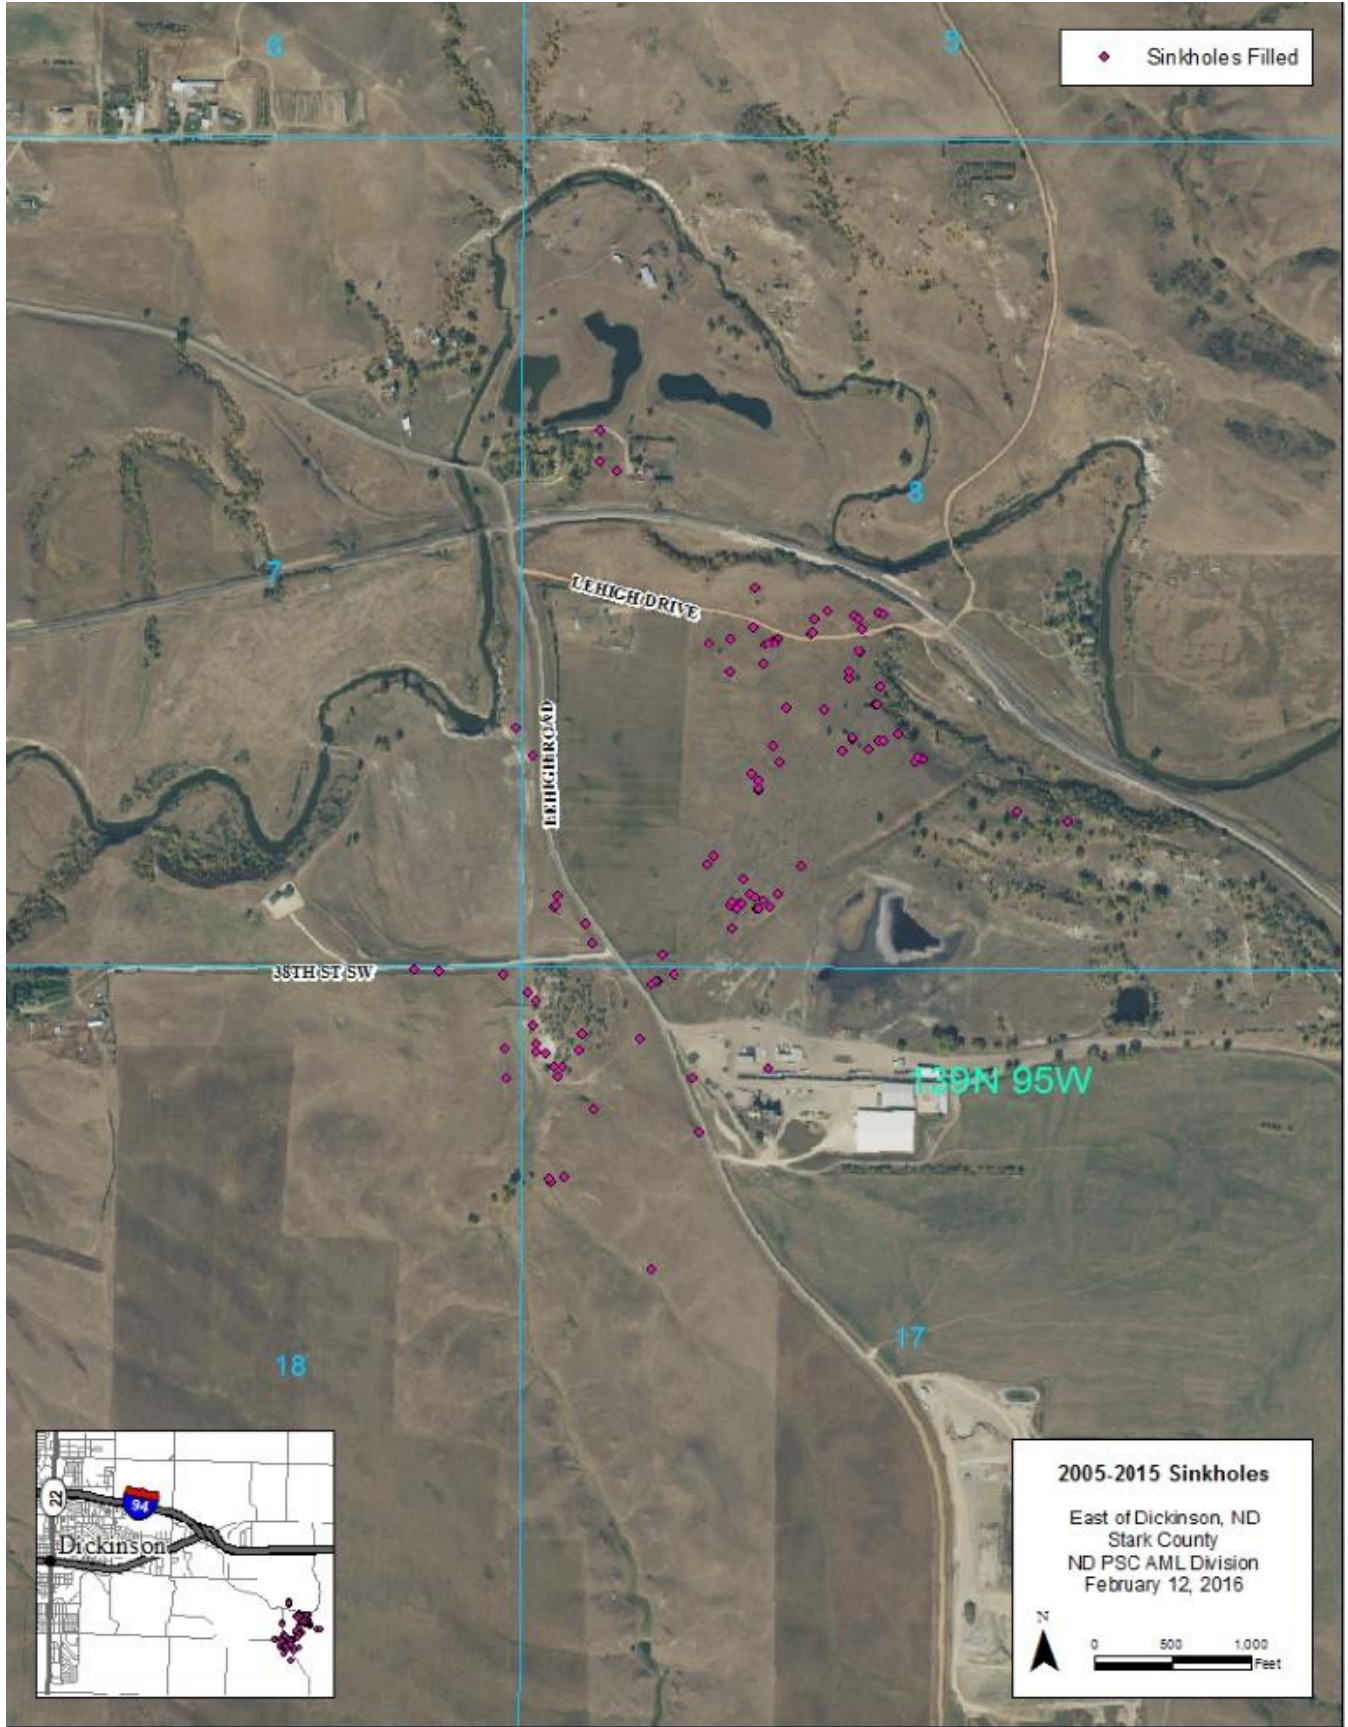 6
5
Sinkholes Filled
8
7
LEHIGH DRIVE
LEHIGH ROAD
38TH ST SW
139N 95W
17
18
22
94
Dickinson
2005-2015 Sinkholes
East of Dickinson, ND
Stark County
ND PSC AML Division
February 12, 2016
N
0 500 1,000
Feet